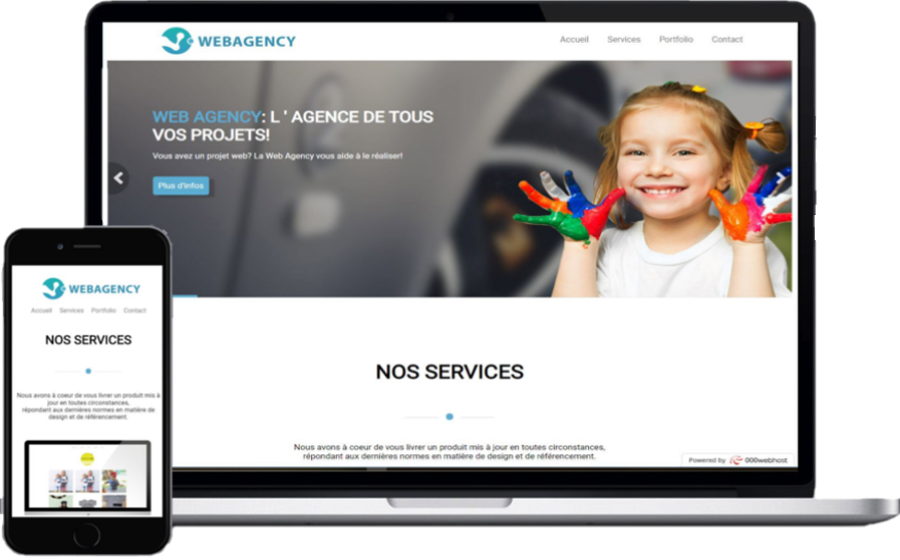 WEBAGENCY
Accueil Services Portfolio Contact
WEB AGENCY: L ' AGENCE DE TOUS
VOS PROJETS!
Vous avez un projet web? La Web Agency vous aide à le réaliser!
Plus d'infos
NOS SERVICES
Nous avons à coeur de vous livrer un produit mis à jour en toutes circonstances,
répondant aux dernières normes en matière de design et de référencement.
Powered by 000webhost
WEBAGENCY
Accueil Services Portfolio Contact
NOS SERVICES
Nous avons à coeur de vous livrer un produit mis à
jour en toutes circonstances,
répondant aux dernières normes en matière de
design et de référencement.